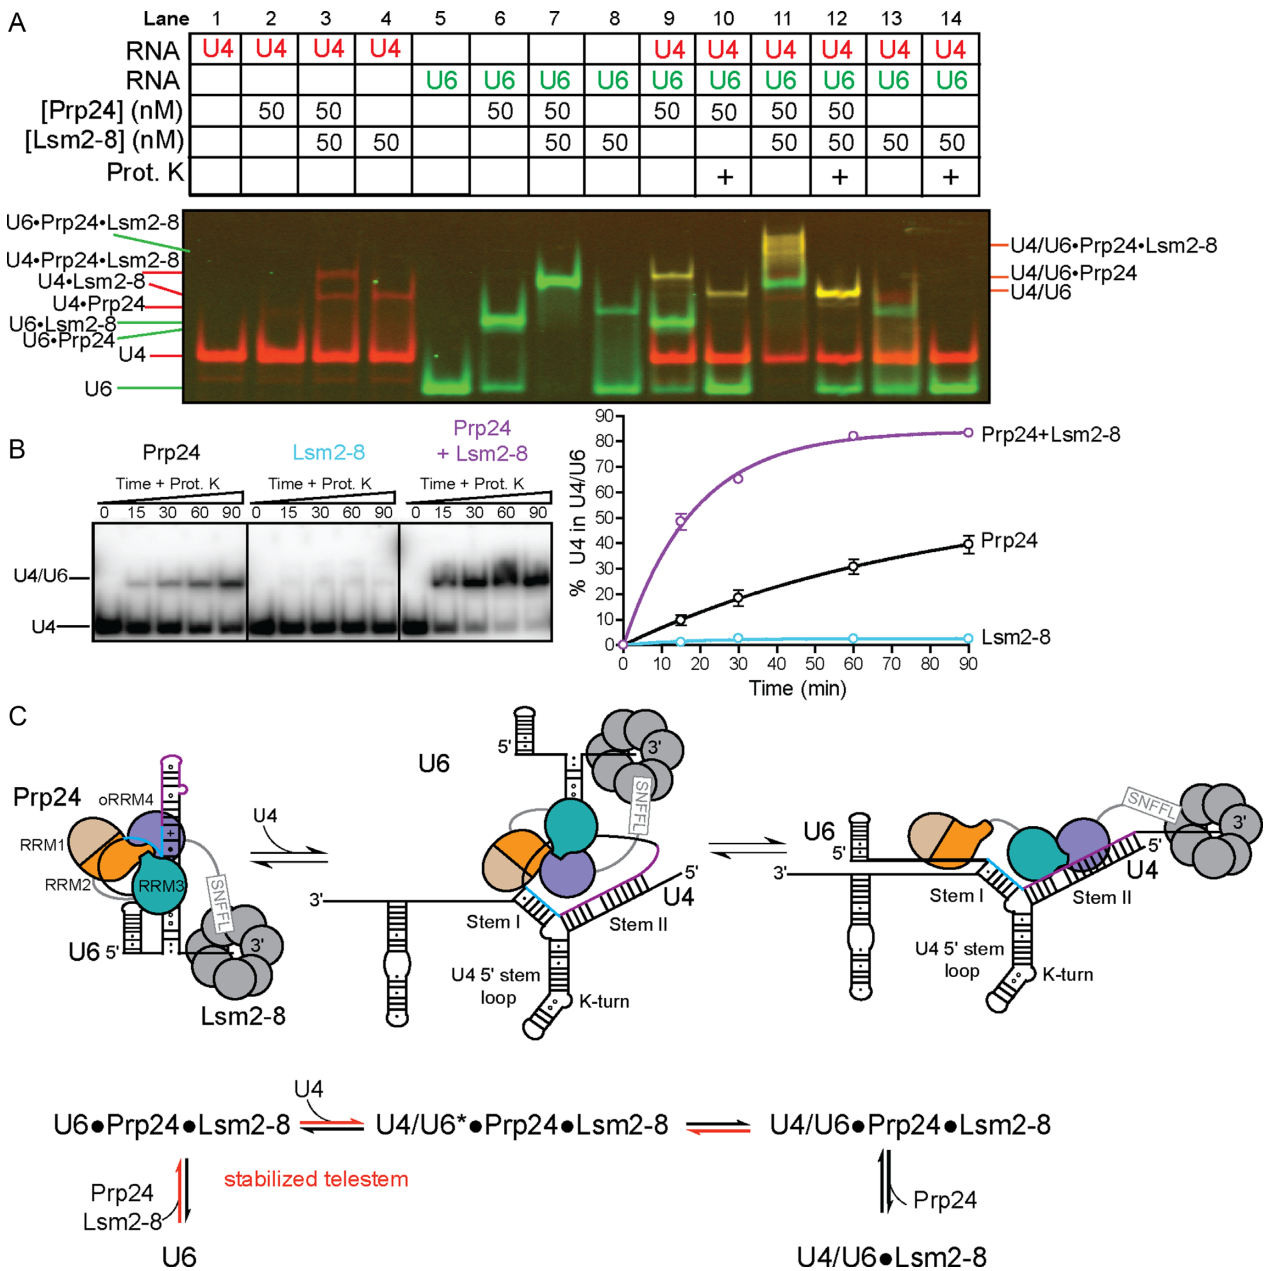 A
Lane 1 2 3 4 5 6 7 8 9 10 11 12 13 14
RNA U4 U4 U4 U4 U4 U4 U4 U4 U4 U4
RNA U6 U6 U6 U6 U6 U6 U6 U6 U6 U6
[Prp24] (nM) 50 50 50 50 50 50 50 50
[Lsm2-8] (nM) 50 50 50 50 50 50 50 50
Prot. K + + +
U6•Prp24•Lsm2-8
U4•Prp24•Lsm2-8
U4•Lsm2-8
U4•Prp24
U6•Lsm2-8
U6•Prp24
U4
U6
U4/U6•Prp24•Lsm2-8
U4/U6•Prp24
U4/U6
B
Prp24
Lsm2-8
Prp24
+ Lsm2-8
Time + Prot. K Time + Prot. K Time + Prot. K
0 15 30 60 90 0 15 30 60 90 0 15 30 60 90
U4/U6
U4
% U4 in U4/U6
90
80
70
60
50
40
30
20
10
0
0 10 20 30 40 50 60 70 80 90
Time (min)
Prp24+Lsm2-8
Prp24
Lsm2-8
C
Prp24
oRRM4
+
RRM1
RRM2
RRM3
SNFFL
U6 5'
3'
Lsm2-8
U4
5'
U6
3'
SNFFL
5'
U4
3'
Stem I
Stem II
U4 5' stem
loop
K-turn
SNFFL
3'
U6
5'
5'
U4
3'
Stem I
Stem II
U4 5' stem
loop
K-turn
U4
U6•Prp24•Lsm2-8 U4/U6*•Prp24•Lsm2-8 U4/U6•Prp24•Lsm2-8
stabilized telestem
Prp24
Lsm2-8
Prp24
U6
U4/U6•Lsm2-8